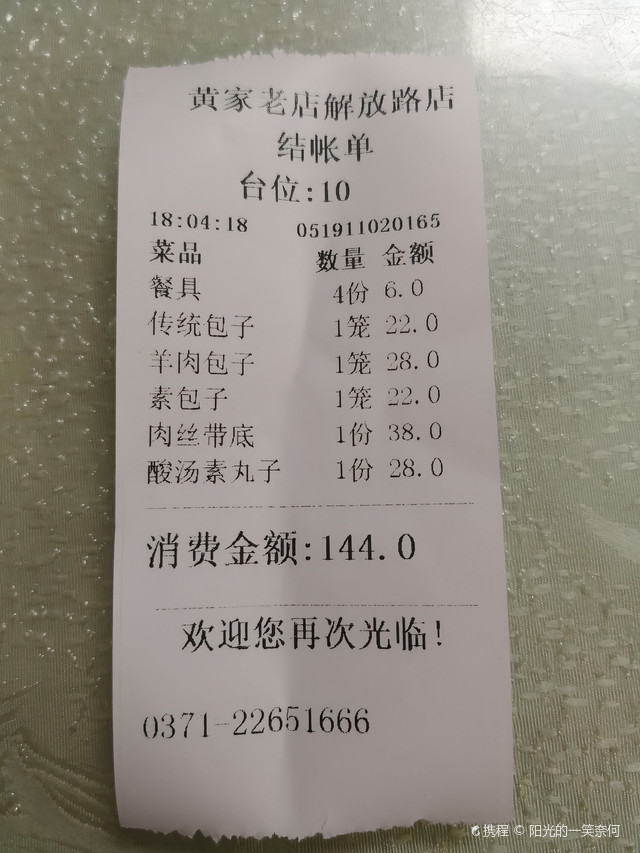 黄家老店解放路店
结帐单
台位:10
18:04:18 051911020165
菜品 数量 金额
餐具 4份 6.0
传统包子 1笼 22.0
羊肉包子 1笼 28.0
素包子 1笼 22.0
肉丝带底 1份 38.0
酸汤素丸子 1份 28.0
消费金额:144.0
欢迎您再次光临!
0371-22651666
携程 © 阳光的一笑奈何